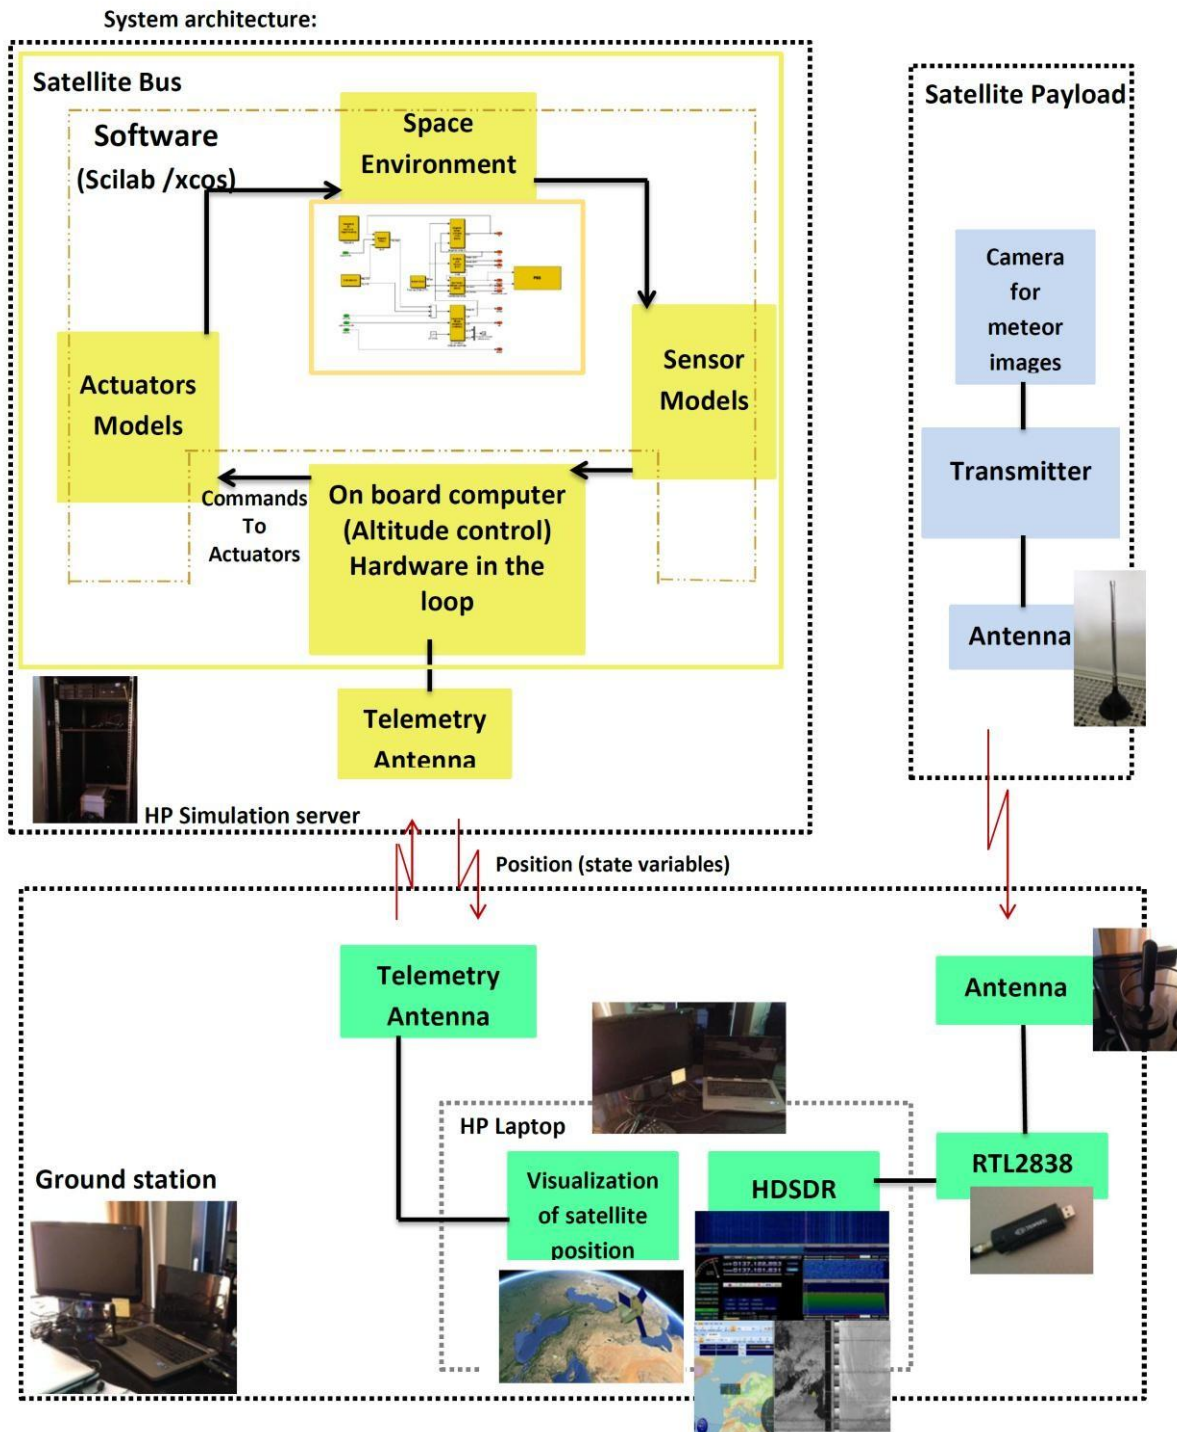 System architecture:
Satellite Bus
Software
(Scilab /xcos)
Space
Environment
Actuators
Models
Sensor
Models
Commands
To
Actuators
On board computer
(Altitude control)
Hardware in the
loop
Telemetry
Antenna
HP Simulation server
Satellite Payload
Camera
for
meteor
images
Transmitter
Antenna
Position (state variables)
Telemetry
Antenna
Antenna
HP Laptop
RTL2838
Ground station
Visualization
of satellite
position
HDSDR